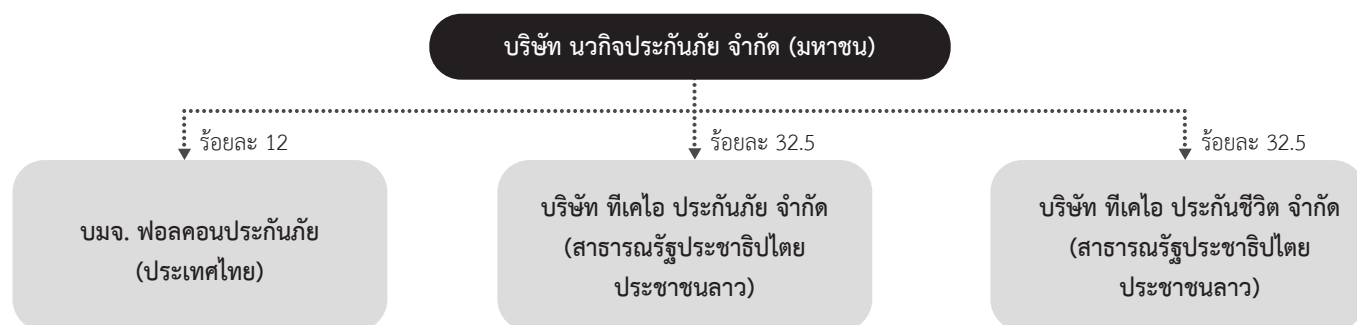 บริษัท นวกิจประกันภัย จำกัด (มหาชน)
ร้อยละ 12
ร้อยละ 32.5
ร้อยละ 32.5
บมจ. ฟอลคอนประกันภัย
(ประเทศไทย)
บริษัท ทีเคไอ ประกันภัย จำกัด
(สาธารณรัฐประชาธิปไตย
ประชาชนลาว)
บริษัท ทีเคไอ ประกันชีวิต จำกัด
(สาธารณรัฐประชาธิปไตย
ประชาชนลาว)